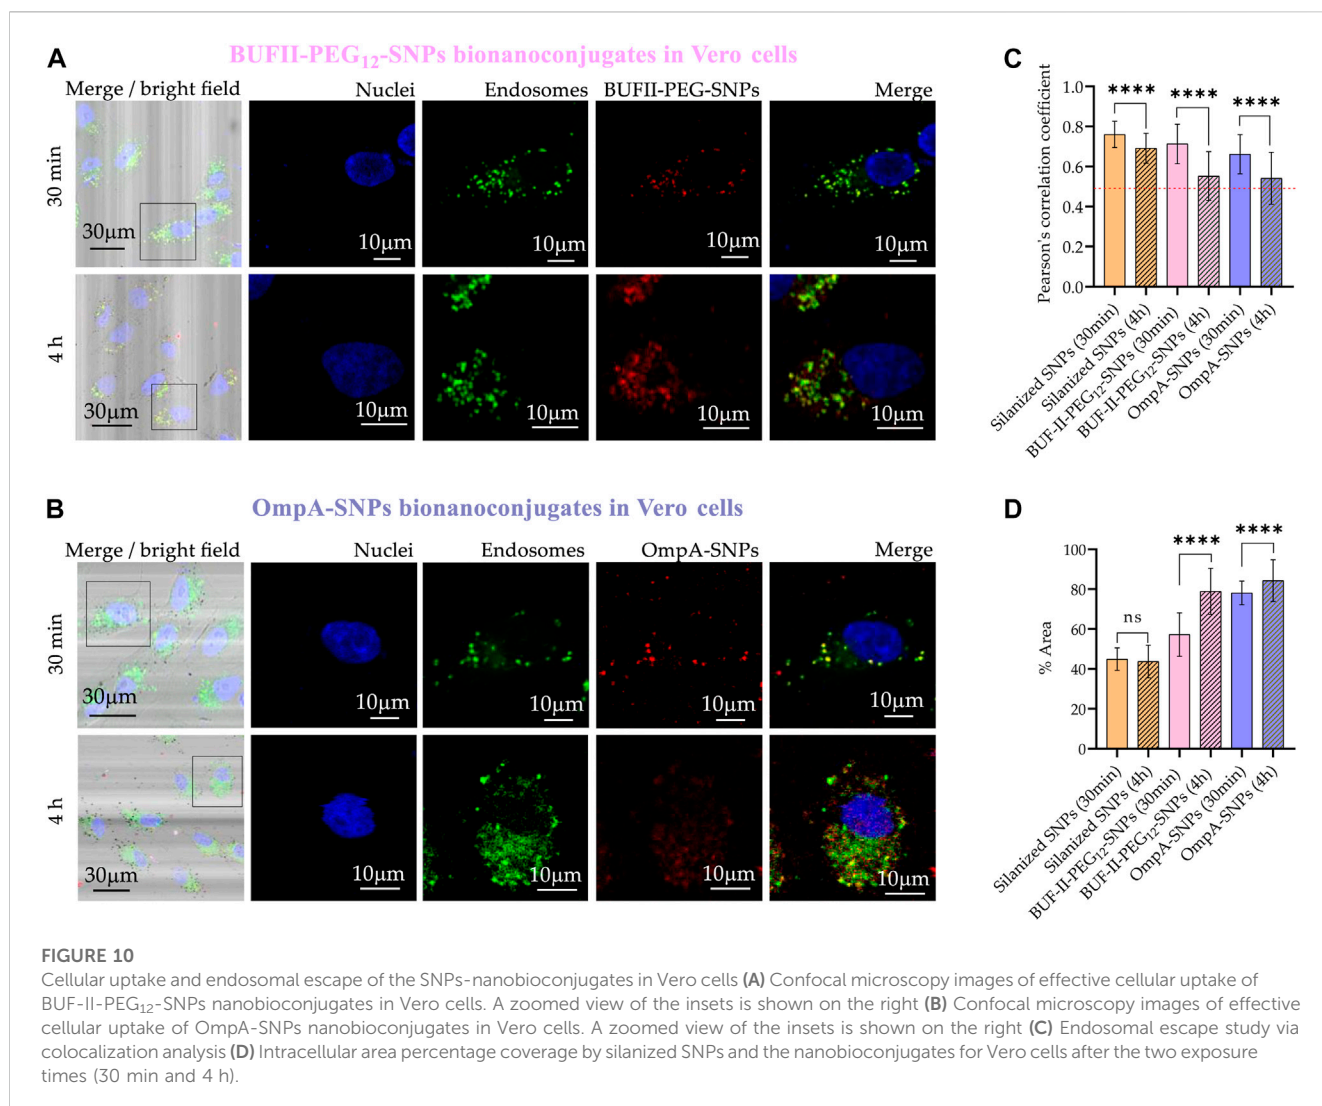 A
BUFII-PEG₁₂-SNPs bionanoconjugates in Vero cells
Merge / bright field
Nuclei
Endosomes
BUFII-PEG-SNPs
Merge
30 min
30µm
10µm
10µm
10µm
10µm
4 h
30µm
10µm
10µm
10µm
10µm
B
OmpA-SNPs bionanoconjugates in Vero cells
Merge / bright field
Nuclei
Endosomes
OmpA-SNPs
Merge
30 min
30µm
10µm
10µm
10µm
10µm
4 h
30µm
10µm
10µm
10µm
10µm
C
Pearson's correlation coefficient
1.0
0.8
0.6
0.4
0.2
0.0
****
****
****
Silanized SNPs (30min)
Silanized SNPs (4h)
BUF-II-PEG₁₂-SNPs (30min)
BUF-II-PEG₁₂-SNPs (4h)
OmpA-SNPs (30min)
OmpA-SNPs (4h)
D
% Area
100
80
60
40
20
0
ns
****
****
Silanized SNPs (30min)
Silanized SNPs (4h)
BUF-II-PEG₁₂-SNPs (30min)
BUF-II-PEG₁₂-SNPs (4h)
OmpA-SNPs (30min)
OmpA-SNPs (4h)
FIGURE 10
Cellular uptake and endosomal escape of the SNPs-nanobioconjugates in Vero cells (A) Confocal microscopy images of effective cellular uptake of
BUF-II-PEG₁₂-SNPs nanobioconjugates in Vero cells. A zoomed view of the insets is shown on the right (B) Confocal microscopy images of effective
cellular uptake of OmpA-SNPs nanobioconjugates in Vero cells. A zoomed view of the insets is shown on the right (C) Endosomal escape study via
colocalization analysis (D) Intracellular area percentage coverage by silanized SNPs and the nanobioconjugates for Vero cells after the two exposure
times (30 min and 4 h).